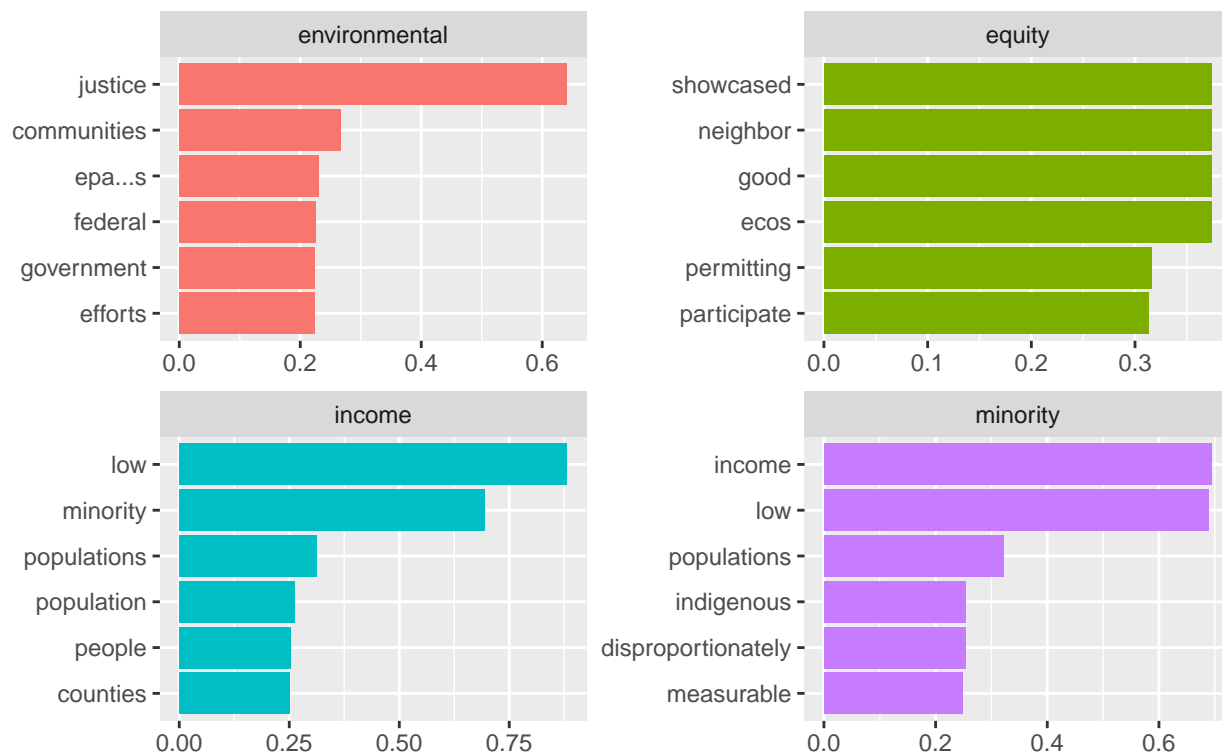 environmental
justice
communities
epa...s
federal
government
efforts
0.0 0.2 0.4 0.6
equity
showcased
neighbor
good
ecos
permitting
participate
0.0 0.1 0.2 0.3
income
low
minority
populations
population
people
counties
0.00 0.25 0.50 0.75
minority
income
low
populations
indigenous
disproportionately
measurable
0.0 0.2 0.4 0.6